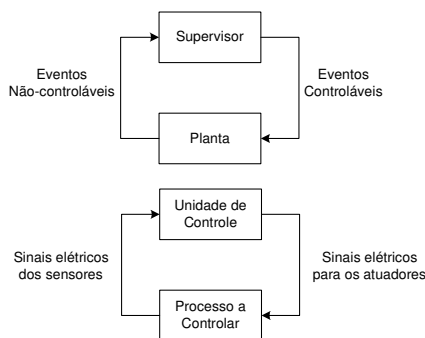 Supervisor
Eventos
Não-controláveis
Eventos
Controláveis
Planta
Unidade de
Controle
Sinais elétricos
dos sensores
Sinais elétricos
para os atuadores
Processo a
Controlar